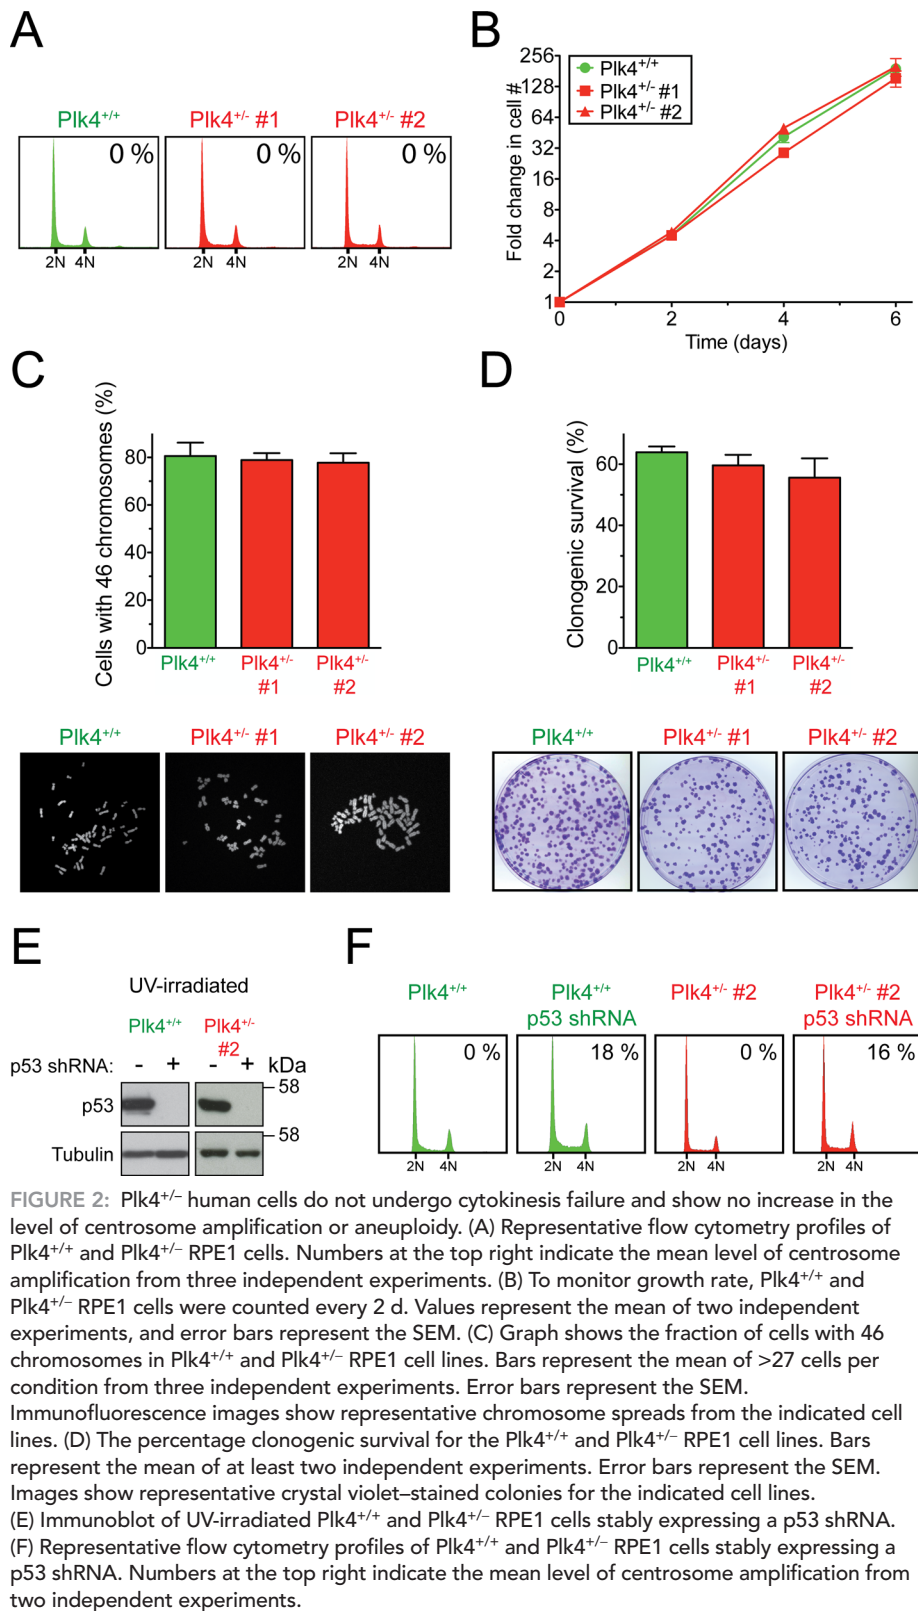 A
Plk4+/+ Plk4+/- #1 Plk4+/- #2
0 % 0 % 0 %
2N 4N 2N 4N 2N 4N
B
Fold change in cell #
256
128
64
32
16
8
4
2
1
Plk4+/+
Plk4+/- #1
Plk4+/- #2
0 2 4 6
Time (days)
C
Cells with 46 chromosomes (%)
80
60
40
20
0
Plk4+/+ Plk4+/- #1 Plk4+/- #2
Plk4+/+ Plk4+/- #1 Plk4+/- #2
D
Clonogenic survival (%)
60
40
20
0
Plk4+/+ Plk4+/- #1 Plk4+/- #2
Plk4+/+ Plk4+/- #1 Plk4+/- #2
E
UV-irradiated
Plk4+/+ Plk4+/- #2
p53 shRNA: - + - + kDa
p53 58
Tubulin 58
F
Plk4+/+ Plk4+/+ p53 shRNA Plk4+/- #2 Plk4+/- #2 p53 shRNA
0 % 18 % 0 % 16 %
2N 4N 2N 4N 2N 4N 2N 4N
FIGURE 2: Plk4+/– human cells do not undergo cytokinesis failure and show no increase in the
level of centrosome amplification or aneuploidy. (A) Representative flow cytometry profiles of
Plk4+/+ and Plk4+/– RPE1 cells. Numbers at the top right indicate the mean level of centrosome
amplification from three independent experiments. (B) To monitor growth rate, Plk4+/+ and
Plk4+/– RPE1 cells were counted every 2 d. Values represent the mean of two independent
experiments, and error bars represent the SEM. (C) Graph shows the fraction of cells with 46
chromosomes in Plk4+/+ and Plk4+/– RPE1 cell lines. Bars represent the mean of >27 cells per
condition from three independent experiments. Error bars represent the SEM.
Immunofluorescence images show representative chromosome spreads from the indicated cell
lines. (D) The percentage clonogenic survival for the Plk4+/+ and Plk4+/– RPE1 cell lines. Bars
represent the mean of at least two independent experiments. Error bars represent the SEM.
Images show representative crystal violet–stained colonies for the indicated cell lines.
(E) Immunoblot of UV-irradiated Plk4+/+ and Plk4+/– RPE1 cells stably expressing a p53 shRNA.
(F) Representative flow cytometry profiles of Plk4+/+ and Plk4+/– RPE1 cells stably expressing a
p53 shRNA. Numbers at the top right indicate the mean level of centrosome amplification from
two independent experiments.